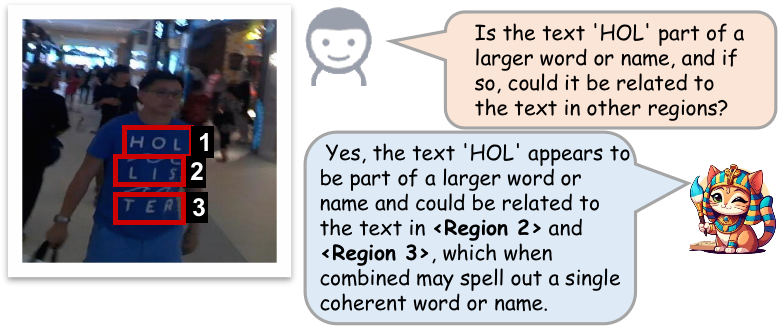 HOL
LIS
TER
1
2
3
Is the text 'HOL' part of a
larger word or name, and if
so, could it be related to
the text in other regions?
Yes, the text 'HOL' appears to
be part of a larger word or
name and could be related to
the text in <Region 2> and
<Region 3>, which when
combined may spell out a single
coherent word or name.